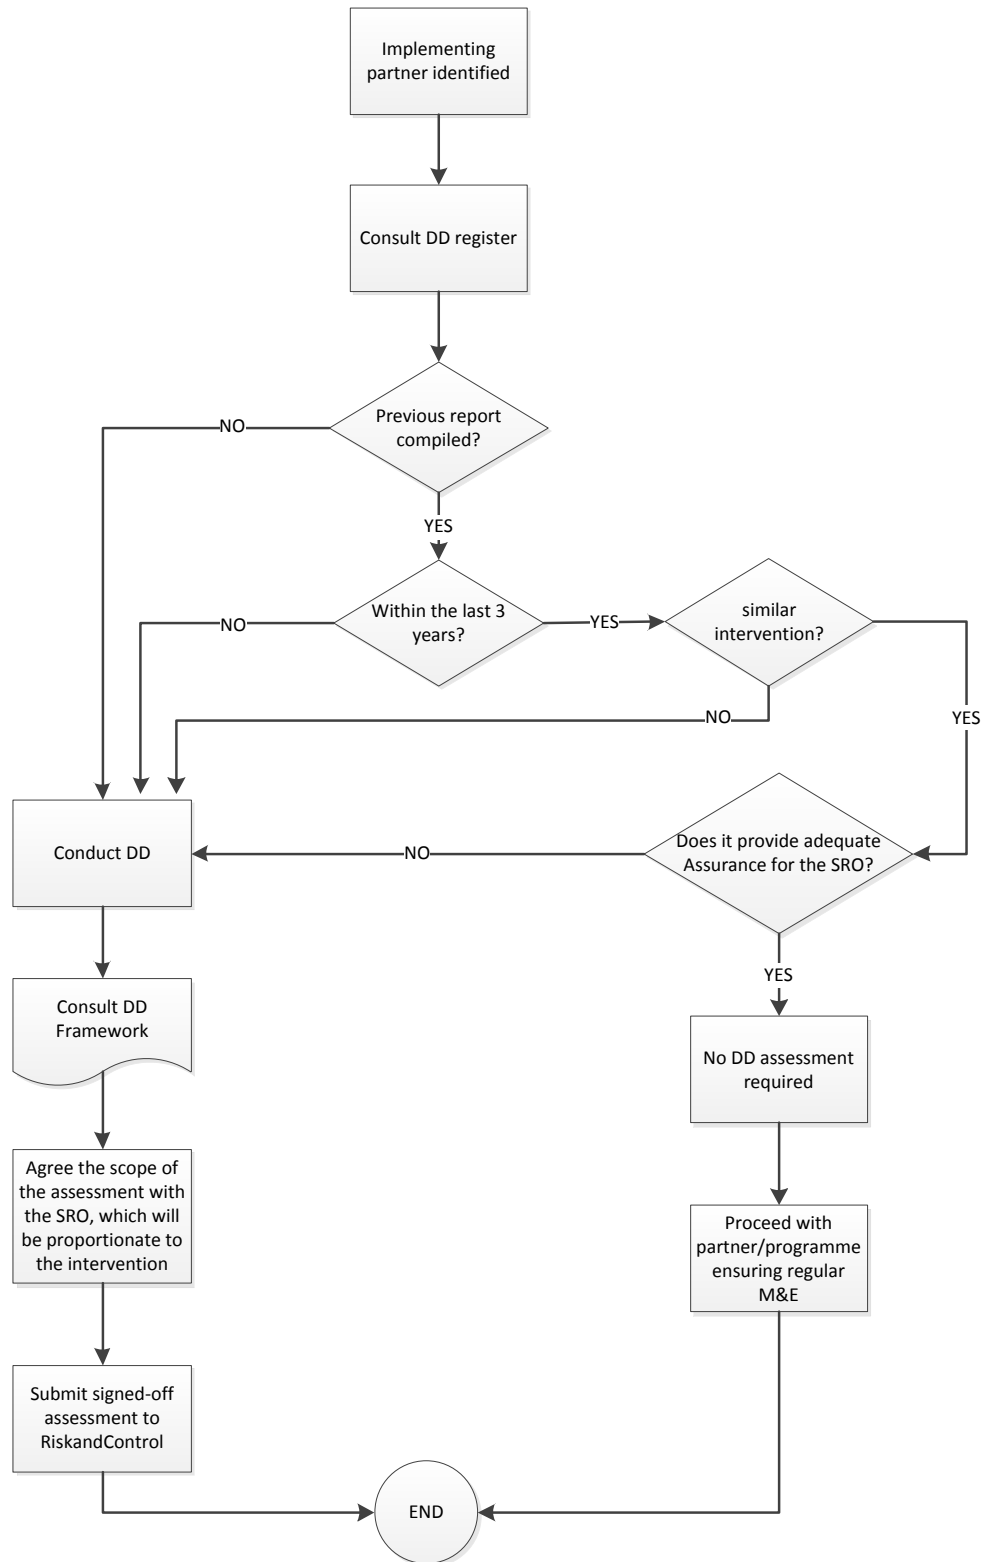 Implementing
partner identified
Consult DD register
Previous report
compiled?
NO
YES
Within the last 3
years?
NO
YES
similar
intervention?
NO
YES
Conduct DD
NO
Does it provide adequate
Assurance for the SRO?
YES
Consult DD
Framework
No DD assessment
required
Agree the scope of
the assessment with
the SRO, which will
be proportionate to
the intervention
Proceed with
partner/programme
ensuring regular
M&E
Submit signed-off
assessment to
RiskandControl
END